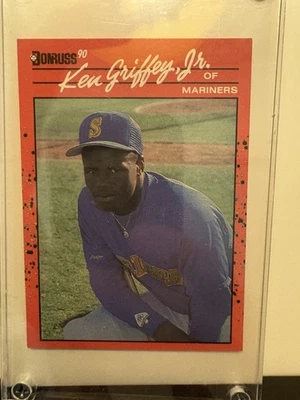 DONRUSS 90
Ken Griffey, Jr.
OF
MARINERS
S